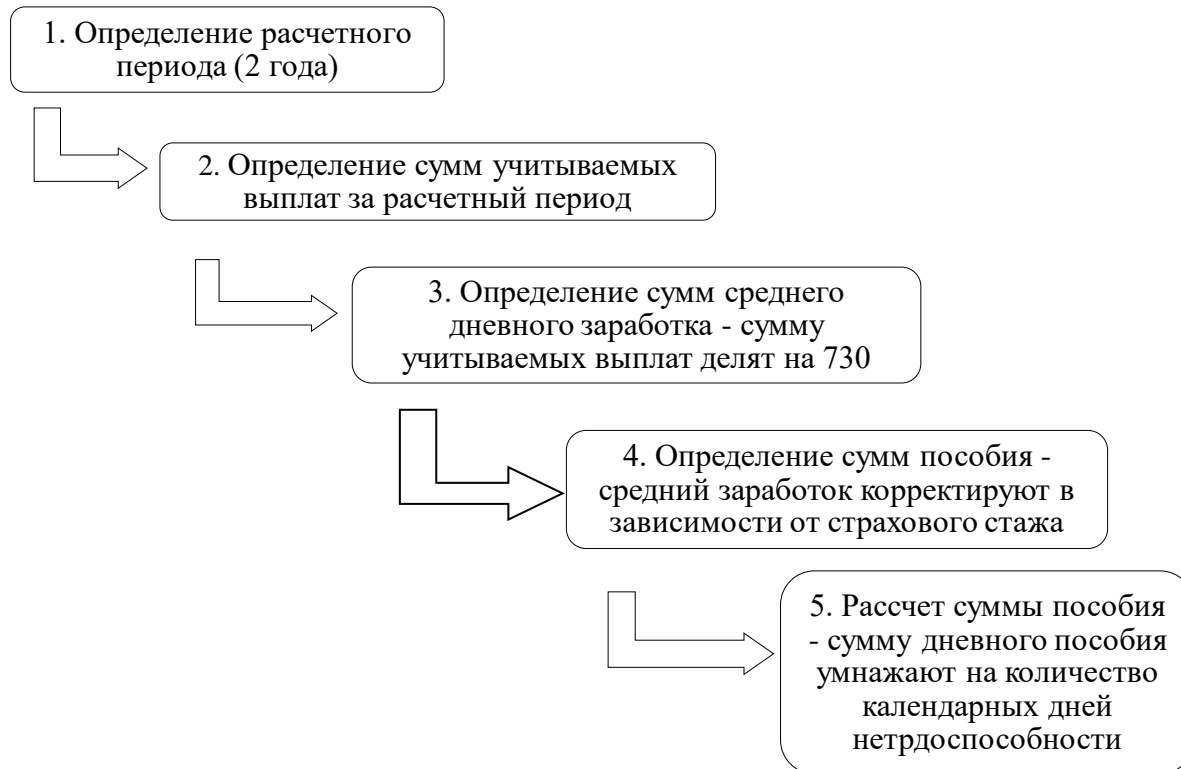 1. Определение расчетного
периода (2 года)
2. Определение сумм учитываемых
выплат за расчетный период
3. Определение сумм среднего
дневного заработка - сумму
учитываемых выплат делят на 730
4. Определение сумм пособия -
средний заработок корректируют в
зависимости от страхового стажа
5. Рассчет суммы пособия
- сумму дневного пособия
умнажают на количество
календарных дней
нетрдоспособности